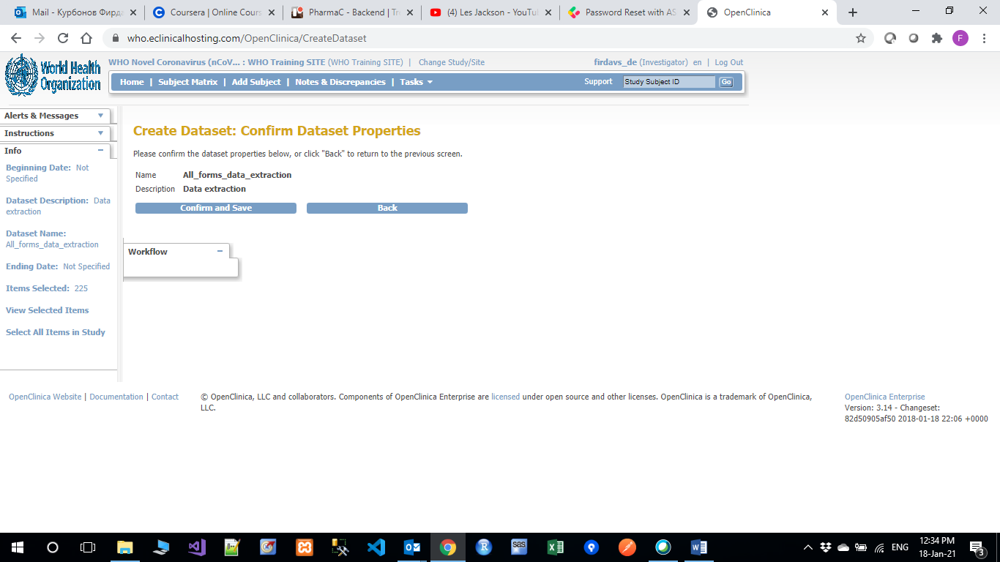 Mail - Курбонов Фирда
Coursera | Online Cours
PharmaC - Backend | Tre
(4) Les Jackson - YouTu
Password Reset with AS
OpenClinica
who.eclinicalhosting.com/OpenClinica/CreateDataset
F
World Health
Organization
WHO Novel Coronavirus (nCoV... : WHO Training SITE (WHO Training SITE) | Change Study/Site
firdavs_de (Investigator) en | Log Out
Home | Subject Matrix | Add Subject | Notes & Discrepancies | Tasks
Support Study Subject ID Go
Alerts & Messages
Instructions
Info
Beginning Date: Not
Specified
Dataset Description: Data
extraction
Dataset Name:
All_forms_data_extraction
Ending Date: Not Specified
Items Selected: 225
View Selected Items
Select All Items in Study
Create Dataset: Confirm Dataset Properties
Please confirm the dataset properties below, or click "Back" to return to the previous screen.
Name All_forms_data_extraction
Description Data extraction
Confirm and Save Back
Workflow
OpenClinica Website | Documentation | Contact
© OpenClinica, LLC and collaborators. Components of OpenClinica Enterprise are licensed under open source and other licenses. OpenClinica is a trademark of OpenClinica,
LLC.
OpenClinica Enterprise
Version: 3.14 - Changeset:
82d50905af50 2018-01-18 22:06 +0000
ENG
12:34 PM
18-Jan-21
3